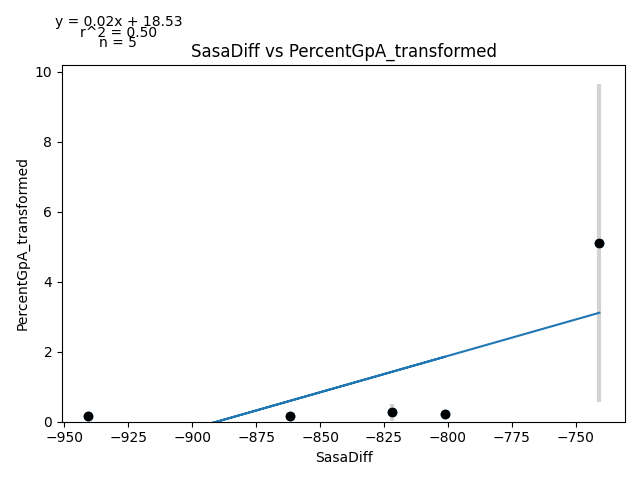 y = 0.02x + 18.53
r^2 = 0.50
n = 5
SasaDiff vs PercentGpA_transformed
10
8
6
4
2
0
PercentGpA_transformed
−950 −925 −900 −875 −850 −825 −800 −775 −750
SasaDiff